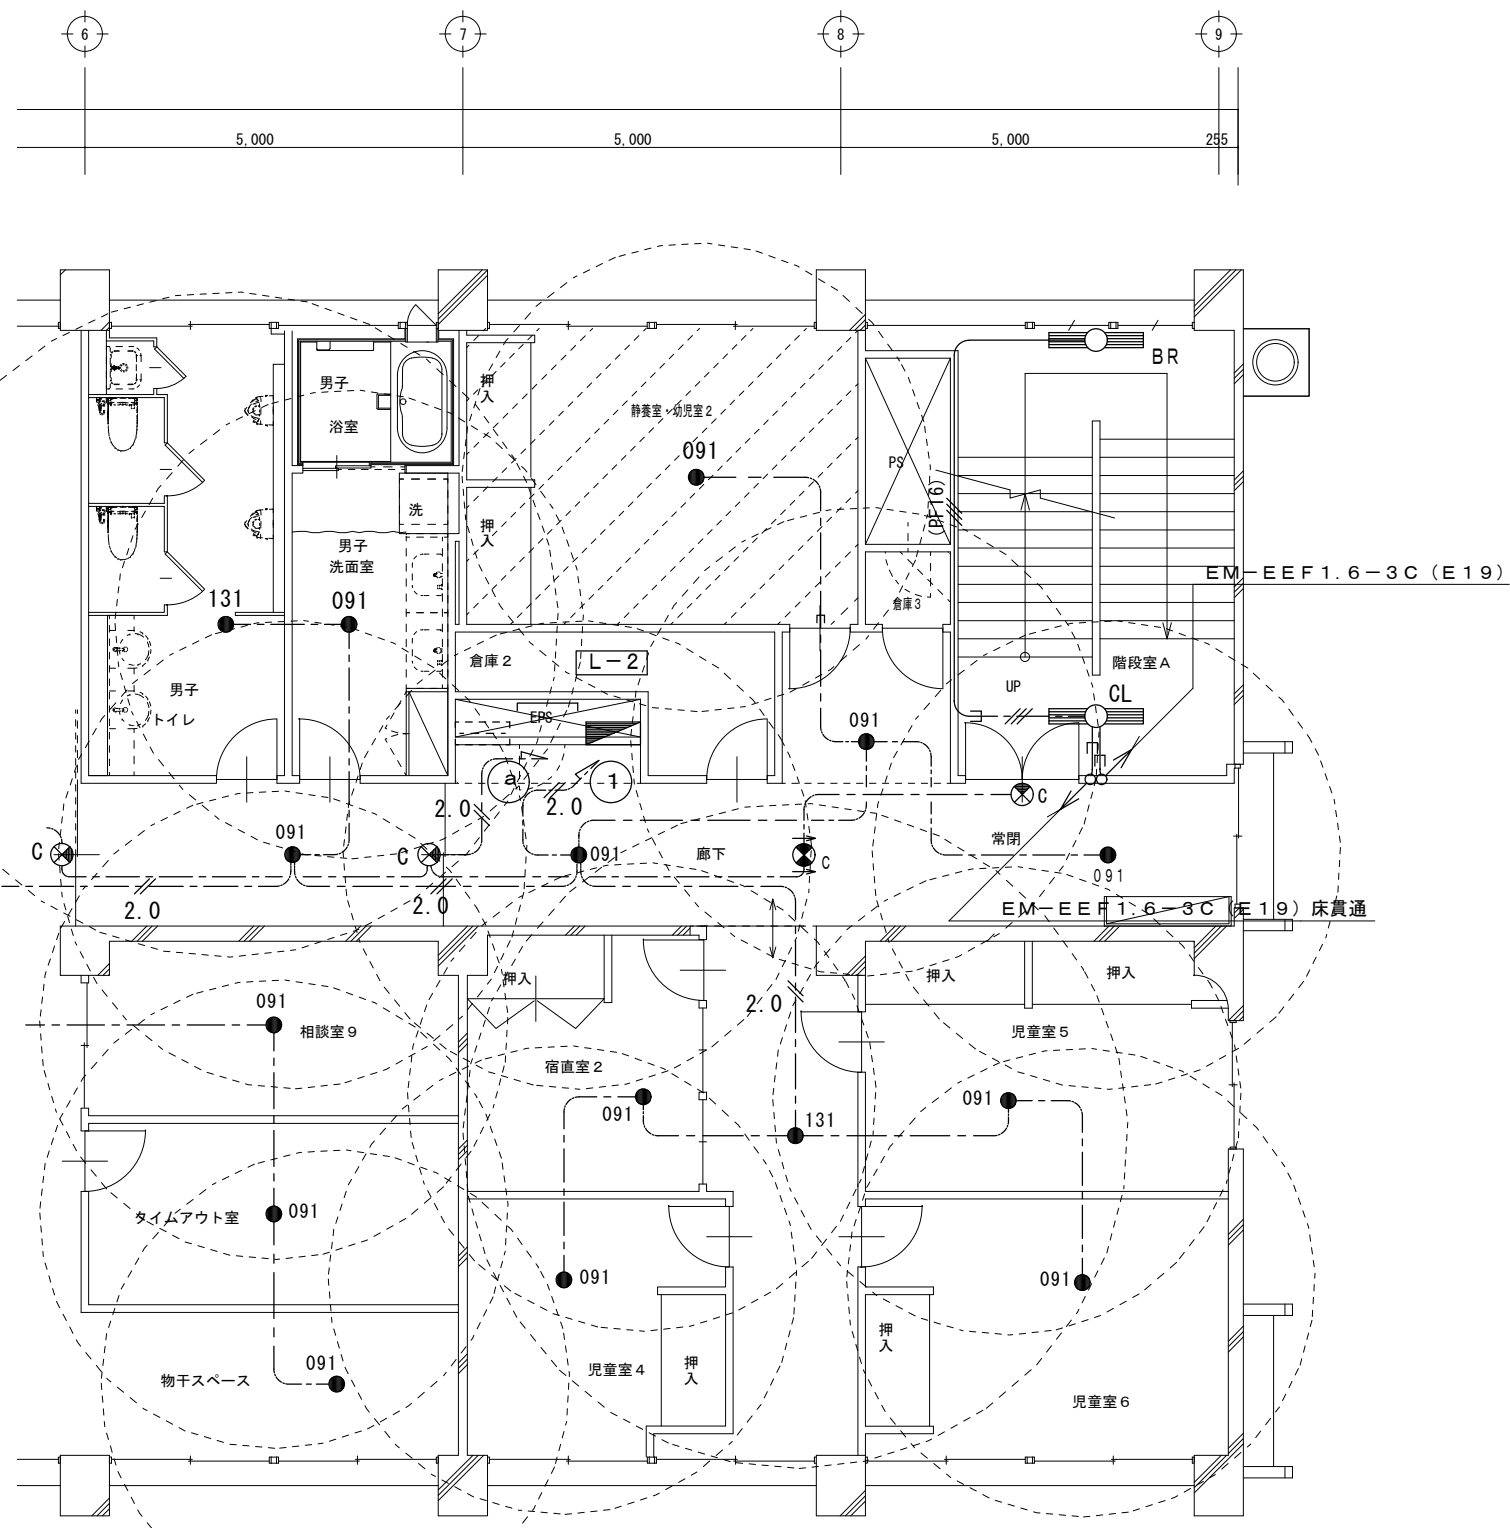 6
7
8
9
5,000
5,000
5,000
255
BR
男子
浴室
押入
静養室・幼児室2
091
PS
(PF16)
洗
押入
男子
洗面室
EM-EEF1.6-3C (E19)
倉庫3
131
091
倉庫2
L-2
階段室A
UP
CL
男子
トイレ
EPS
091
a
1
2.0
2.0
C
C
091
C
091
廊下
C
常閉
091
2.0
2.0
EM-EEF1.6-3C (E19) 床貫通
押入
押入
押入
091
相談室9
2.0
児童室5
宿直室2
091
091
131
タイムアウト室
091
091
091
091
物干スペース
児童室4
押入
押入
児童室6